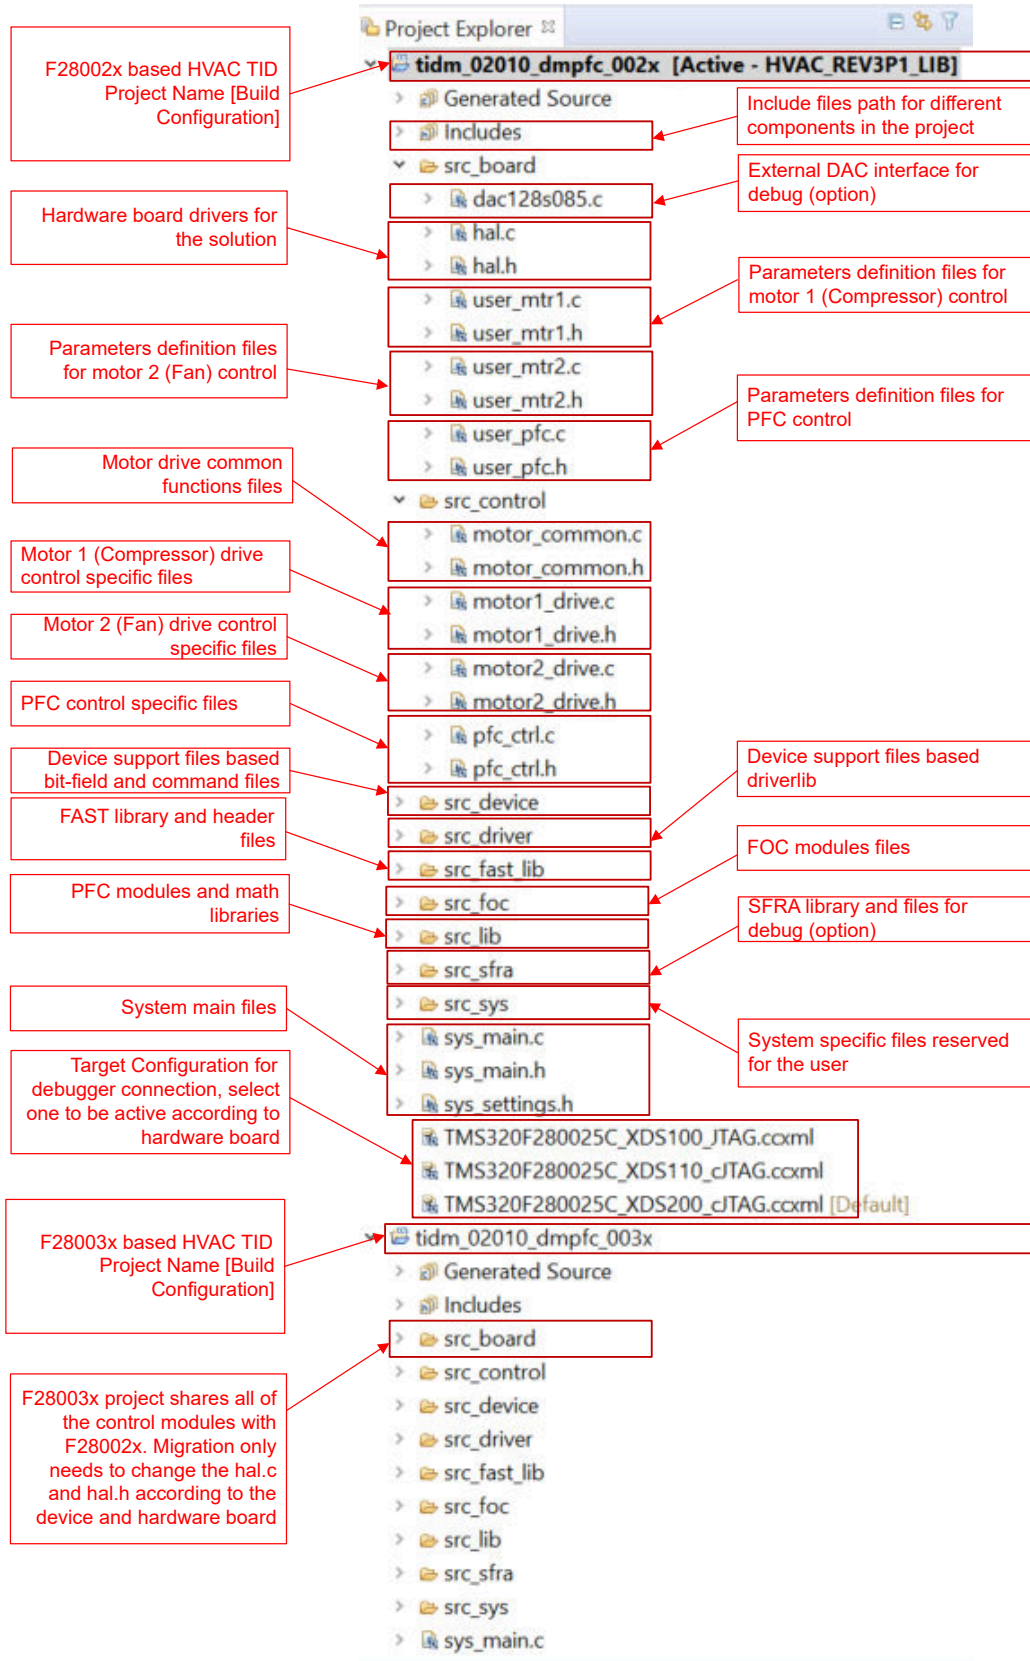 Project Explorer
F28002x based HVAC TID
Project Name [Build
Configuration]
tidm_02010_dmpfc_002x [Active - HVAC_REV3P1_LIB]
Generated Source
Include files path for different
components in the project
Includes
src_board
External DAC interface for
debug (option)
dac128s085.c
Hardware board drivers for
the solution
hal.c
hal.h
Parameters definition files for
motor 1 (Compressor) control
user_mtr1.c
user_mtr1.h
Parameters definition files
for motor 2 (Fan) control
user_mtr2.c
user_mtr2.h
Parameters definition files for
PFC control
user_pfc.c
user_pfc.h
Motor drive common
functions files
src_control
motor_common.c
motor_common.h
Motor 1 (Compressor) drive
control specific files
motor1_drive.c
motor1_drive.h
Motor 2 (Fan) drive control
specific files
motor2_drive.c
motor2_drive.h
PFC control specific files
pfc_ctrl.c
pfc_ctrl.h
Device support files based
bit-field and command files
Device support files based
driverlib
src_device
src_driver
FAST library and header
files
src_fast_lib
FOC modules files
src_foc
PFC modules and math
libraries
src_lib
SFRA library and files for
debug (option)
src_sfra
src_sys
System main files
System specific files reserved
for the user
sys_main.c
sys_main.h
sys_settings.h
Target Configuration for
debugger connection, select
one to be active according to
hardware board
TMS320F280025C_XDS100_JTAG.ccxml
TMS320F280025C_XDS110_cJTAG.ccxml
TMS320F280025C_XDS200_cJTAG.ccxml [Default]
F28003x based HVAC TID
Project Name [Build
Configuration]
tidm_02010_dmpfc_003x
Generated Source
Includes
src_board
src_control
F28003x project shares all of
the control modules with
F28002x. Migration only
needs to change the hal.c
and hal.h according to the
device and hardware board
src_device
src_driver
src_fast_lib
src_foc
src_lib
src_sfra
src_sys
sys_main.c